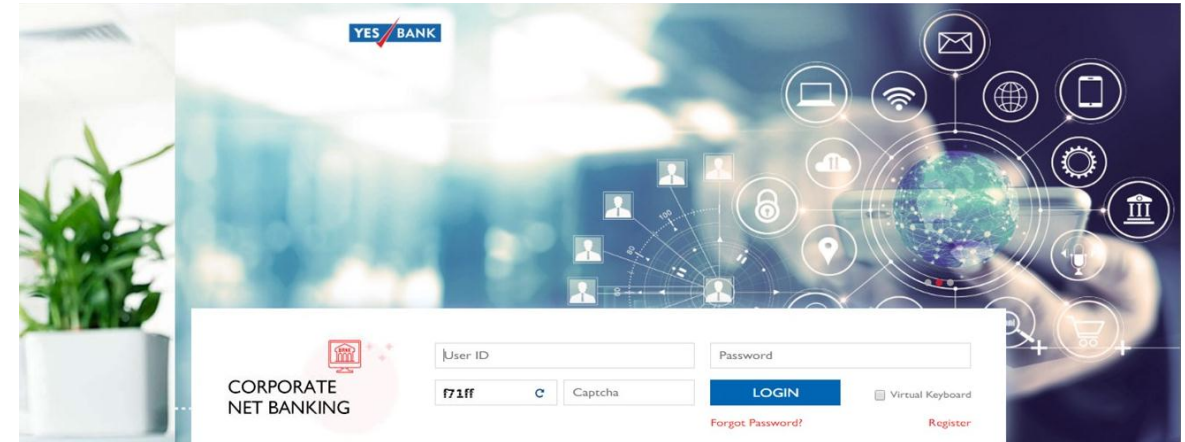 YES BANK
User ID
Password
CORPORATE
NET BANKING
f71ff
Captcha
LOGIN
Virtual Keyboard
Forgot Password?
Register